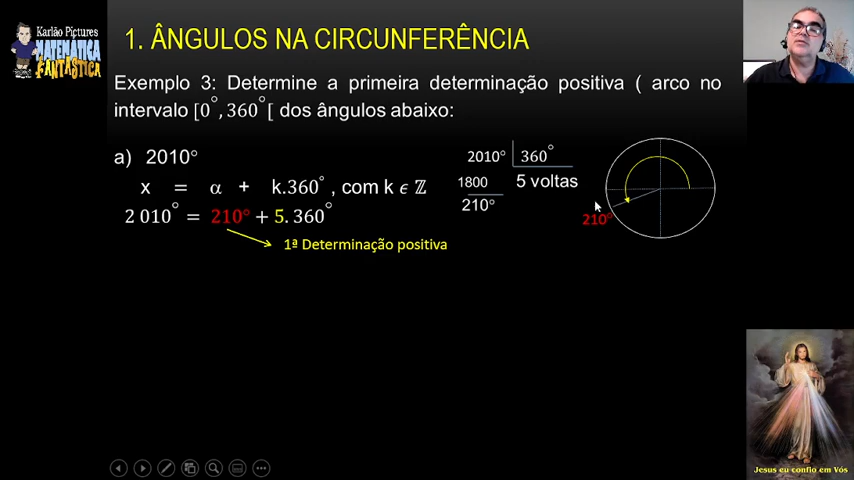 Karlão Pictures
MATEMÁTICA
FANTÁSTICA
1. ÂNGULOS NA CIRCUNFERÊNCIA
Exemplo 3: Determine a primeira determinação positiva ( arco no
intervalo [0°, 360°[ dos ângulos abaixo:
a) 2010°
x = α + k.360° , com k ϵ ℤ
2 010° = 210° + 5. 360°
1ª Determinação positiva
2010° 360°
1800 5 voltas
210°
210°
Jesus eu confio em Vós